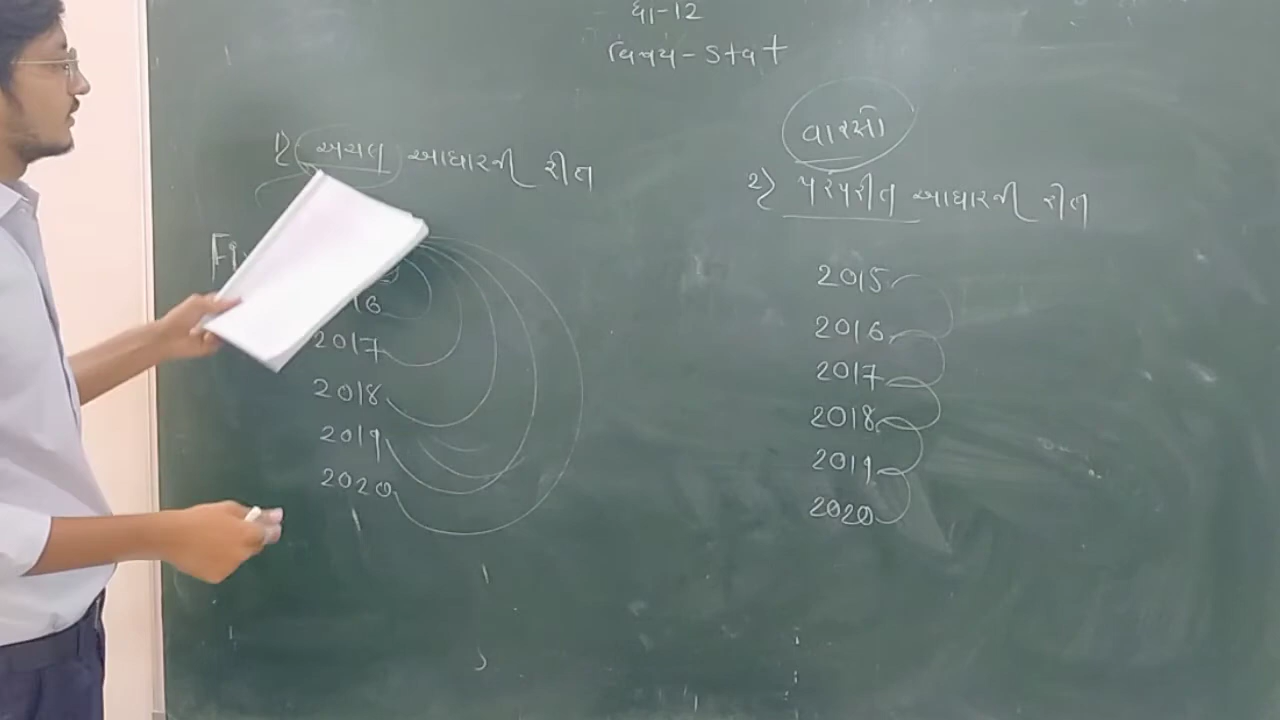 ધો-12
વિષય - Stat
1) અચલ આધારની રીત
2017
2018
2019
2020
વારસો
2) પરંપરીત આધારની રીત
2015
2016
2017
2018
2019
2020